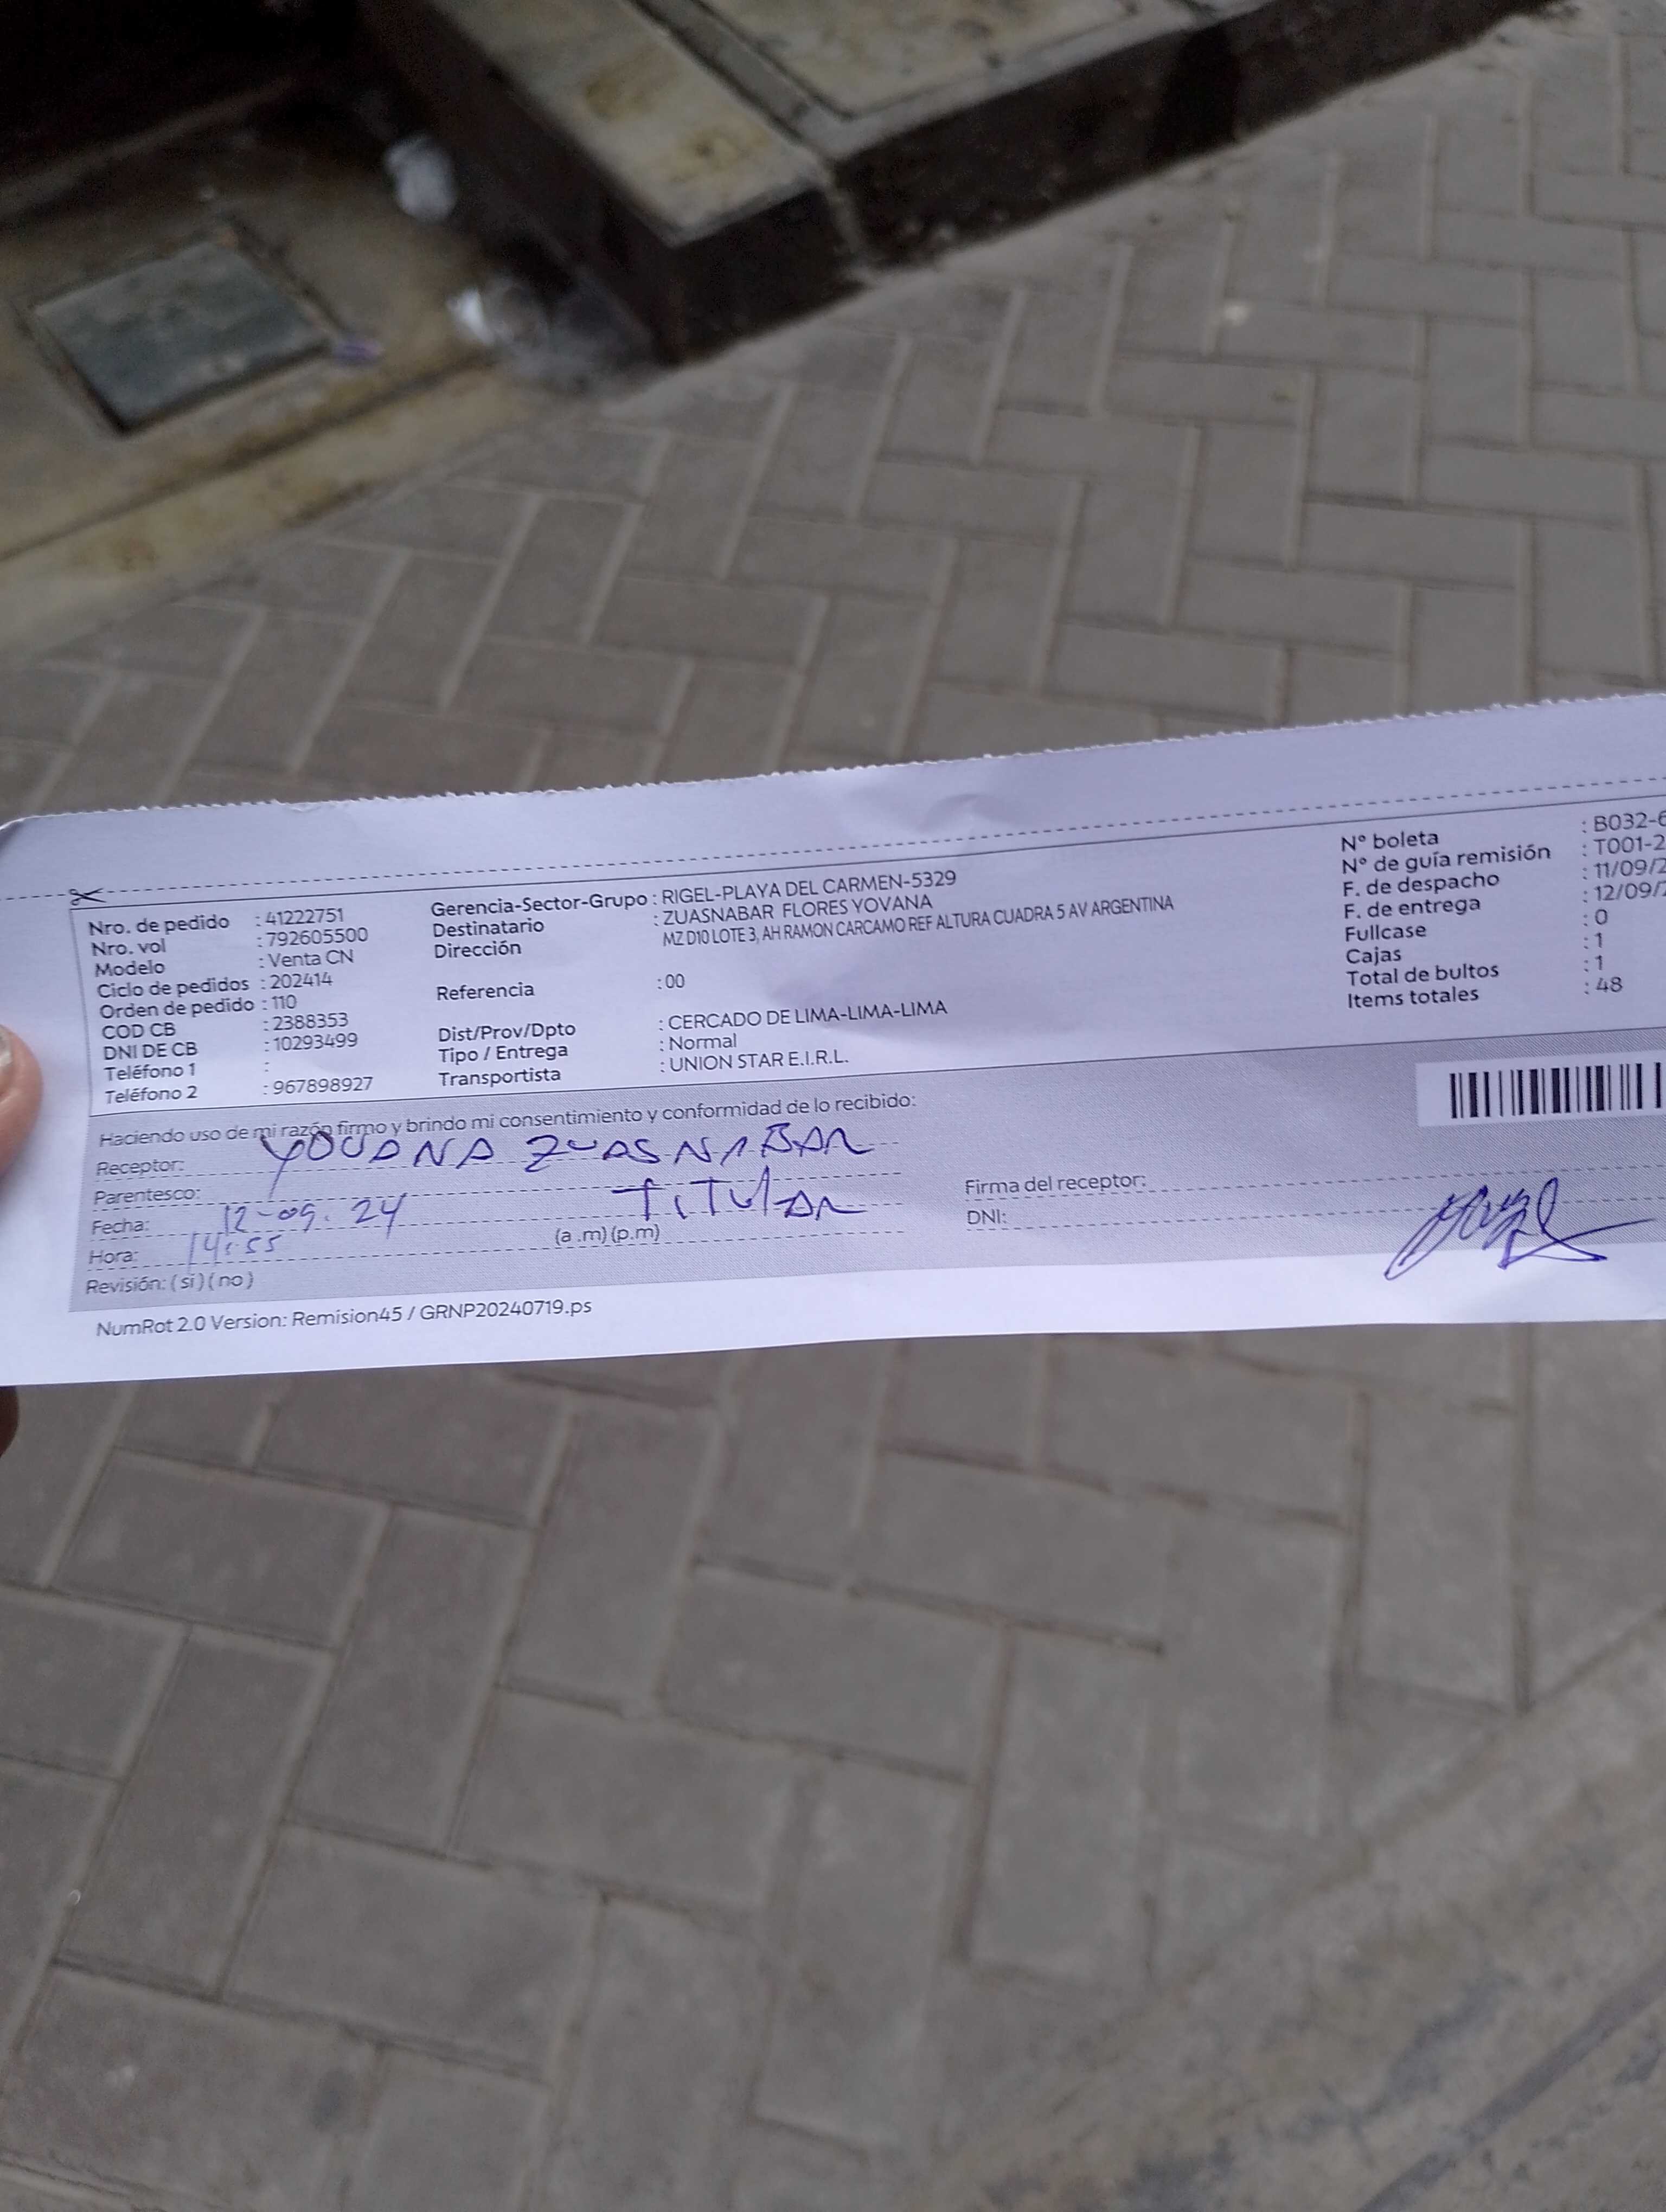 Nro. de pedido : 41222751
Nro. vol : 792605500
Modelo : Venta CN
Ciclo de pedidos : 202414
Orden de pedido : 110
COD CB : 2388353
DNI DE CB : 10293499
Teléfono 1 :
Teléfono 2 : 967898927
Gerencia-Sector-Grupo : RIGEL-PLAYA DEL CARMEN-5329
Destinatario : ZUASNABAR FLORES YOVANA
Dirección MZ D10 LOTE 3, AH RAMON CARCAMO REF ALTURA CUADRA 5 AV ARGENTINA
Referencia : 00
Dist/Prov/Dpto : CERCADO DE LIMA-LIMA-LIMA
Tipo / Entrega : Normal
Transportista : UNION STAR E.I.R.L.
N° boleta : B032-6
N° de guía remisión : T001-2
F. de despacho : 11/09/2
F. de entrega : 12/09/2
Fullcase : 0
Cajas : 1
Total de bultos : 1
Items totales : 48
Haciendo uso de mi razón firmo y brindo mi consentimiento y conformidad de lo recibido:
Receptor: YOVANA ZUASNABAR
Parentesco: TITULAR
Fecha: 12-09.24
Hora: 14:55 (a .m) (p.m)
Revisión: (si) (no)
Firma del receptor:
DNI:
NumRot 2.0 Version: Remision45 / GRNP20240719.ps